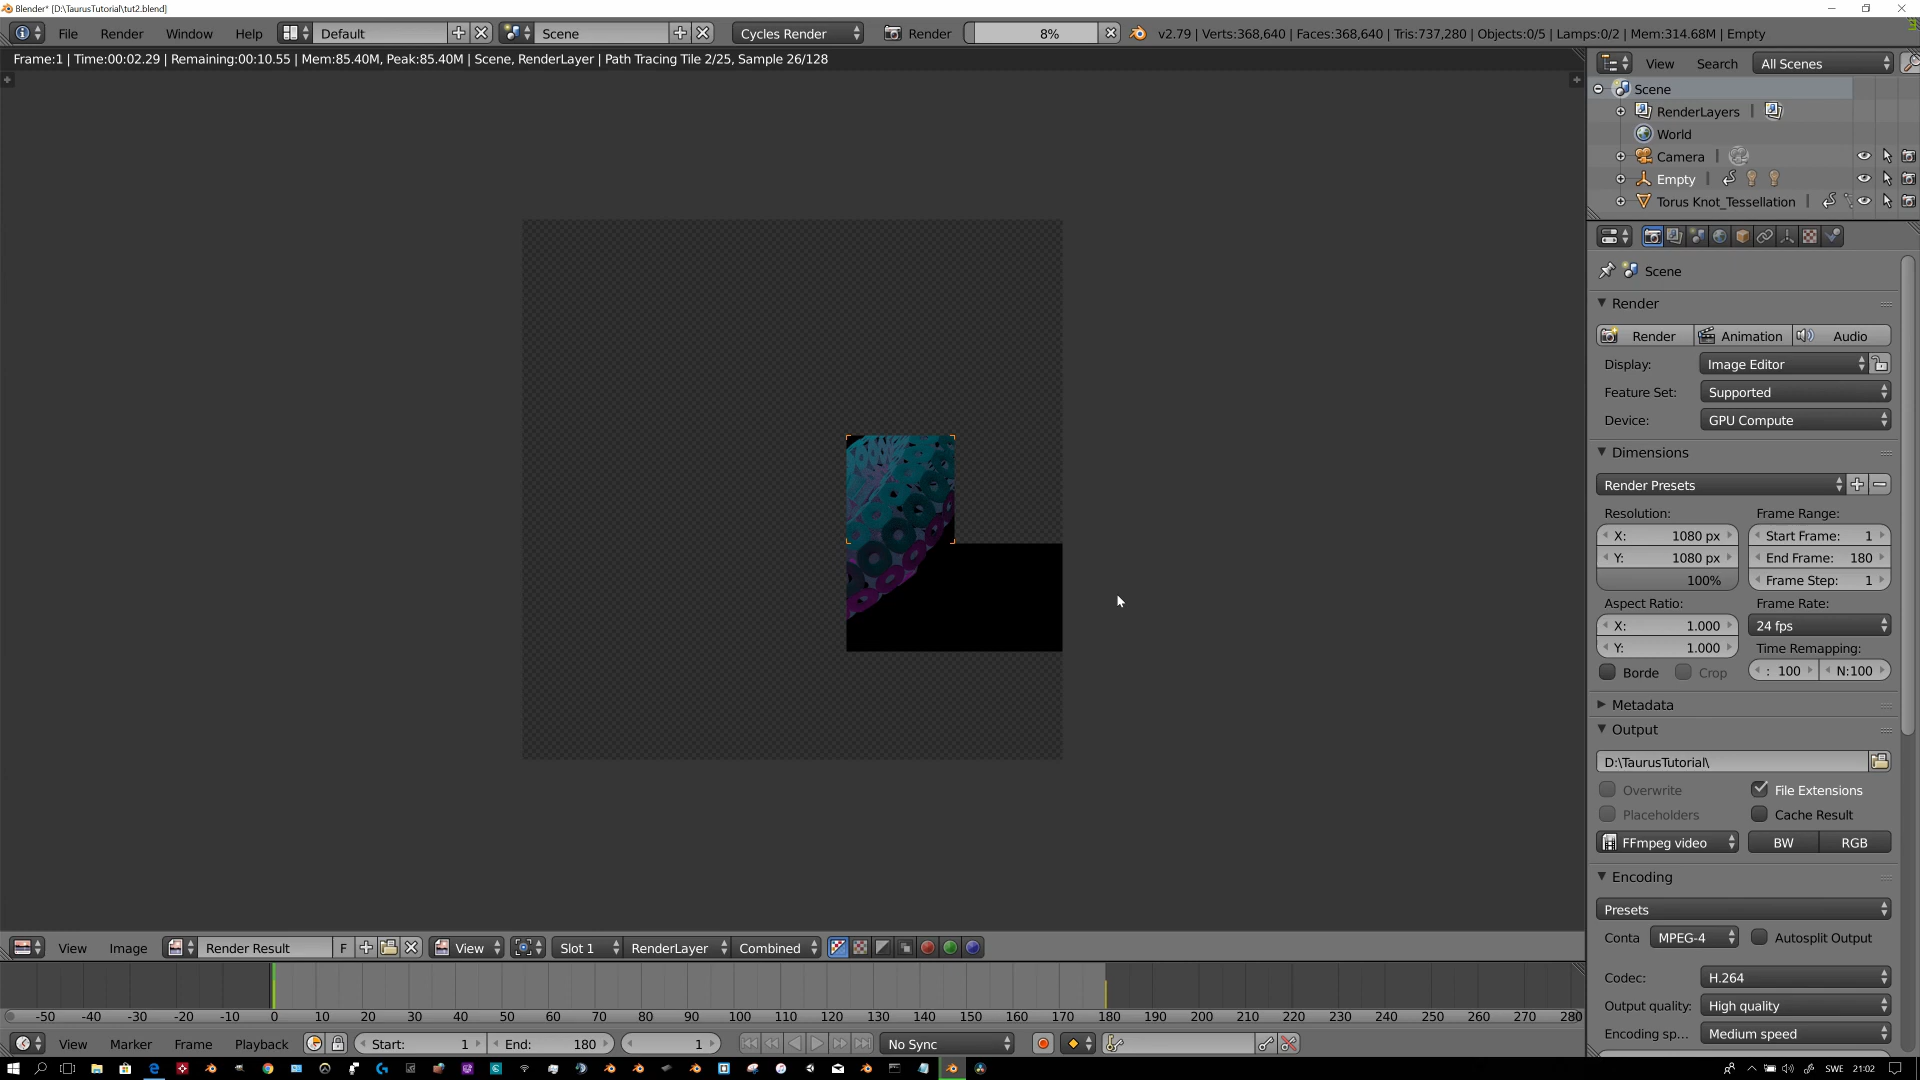 Blender* [D:\TaurusTutorial\tut2.blend]
File Render Window Help Default Scene Cycles Render Render 8% v2.79 | Verts:368,640 | Faces:368,640 | Tris:737,280 | Objects:0/5 | Lamps:0/2 | Mem:314.68M | Empty
Frame:1 | Time:00:02.29 | Remaining:00:10.55 | Mem:85.40M, Peak:85.40M | Scene, RenderLayer | Path Tracing Tile 2/25, Sample 26/128
View Search All Scenes
Scene
RenderLayers |
World
Camera |
Empty |
Torus Knot_Tessellation |
Scene
Render
Render Animation Audio
Display: Image Editor
Feature Set: Supported
Device: GPU Compute
Dimensions
Render Presets
Resolution: Frame Range:
X: 1080 px Start Frame: 1
Y: 1080 px End Frame: 180
100% Frame Step: 1
Aspect Ratio: Frame Rate:
X: 1.000 24 fps
Y: 1.000 Time Remapping:
Borde Crop : 100 N:100
Metadata
Output
D:\TaurusTutorial\
Overwrite File Extensions
Placeholders Cache Result
FFmpeg video BW RGB
Encoding
Presets
Conta MPEG-4 Autosplit Output
Codec: H.264
Output quality: High quality
Encoding sp... Medium speed
View Image Render Result F View Slot 1 RenderLayer Combined
-50 -40 -30 -20 -10 0 10 20 30 40 50 60 70 80 90 100 110 120 130 140 150 160 170 180 190 200 210 220 230 240 250 260 270 280
View Marker Frame Playback Start: 1 End: 180 1 No Sync
SWE 21:02